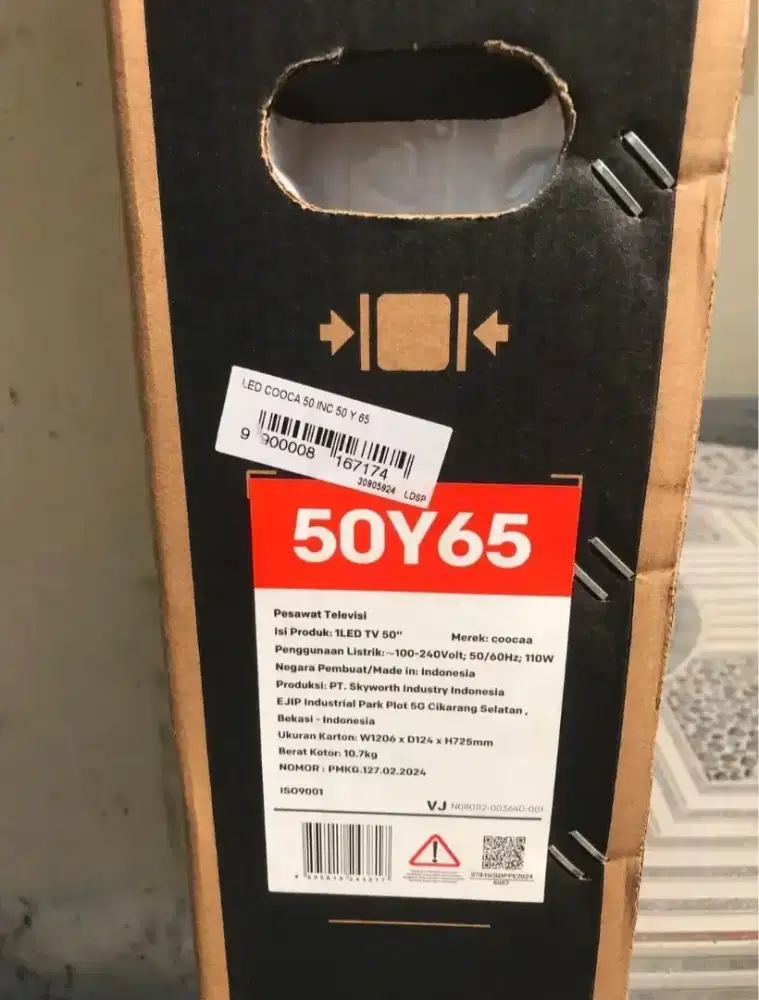 LED COOCA 50 INC 50 Y 65
9 900008 167174
30905924 LDSP
50Y65
Pesawat Televisi
Isi Produk: 1LED TV 50"
Merek: coocaa
Penggunaan Listrik:~100-240Volt; 50/60Hz; 110W
Negara Pembuat/Made in: Indonesia
Produksi: PT. Skyworth Industry Indonesia
EJIP Industrial Park Plot 5G Cikarang Selatan ,
Bekasi - Indonesia
Ukuran Karton: W1206 x D124 x H725mm
Berat Kotor: 10.7kg
NOMOR : PMKG.127.02.2024
ISO9001
VJ